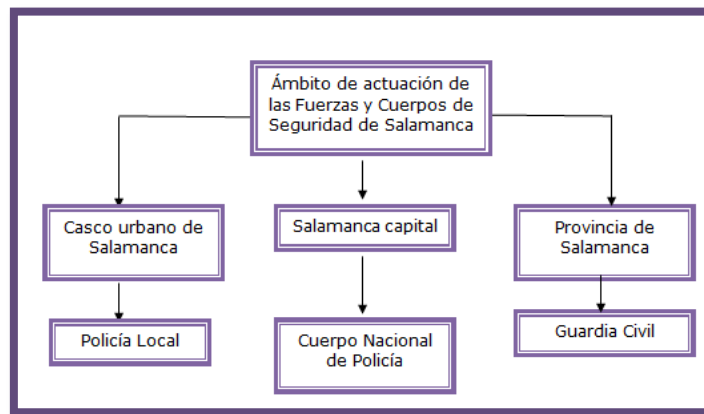 Ámbito de actuación de
las Fuerzas y Cuerpos de
Seguridad de Salamanca
Casco urbano de
Salamanca
Salamanca capital
Provincia de
Salamanca
Policía Local
Cuerpo Nacional
de Policía
Guardia Civil